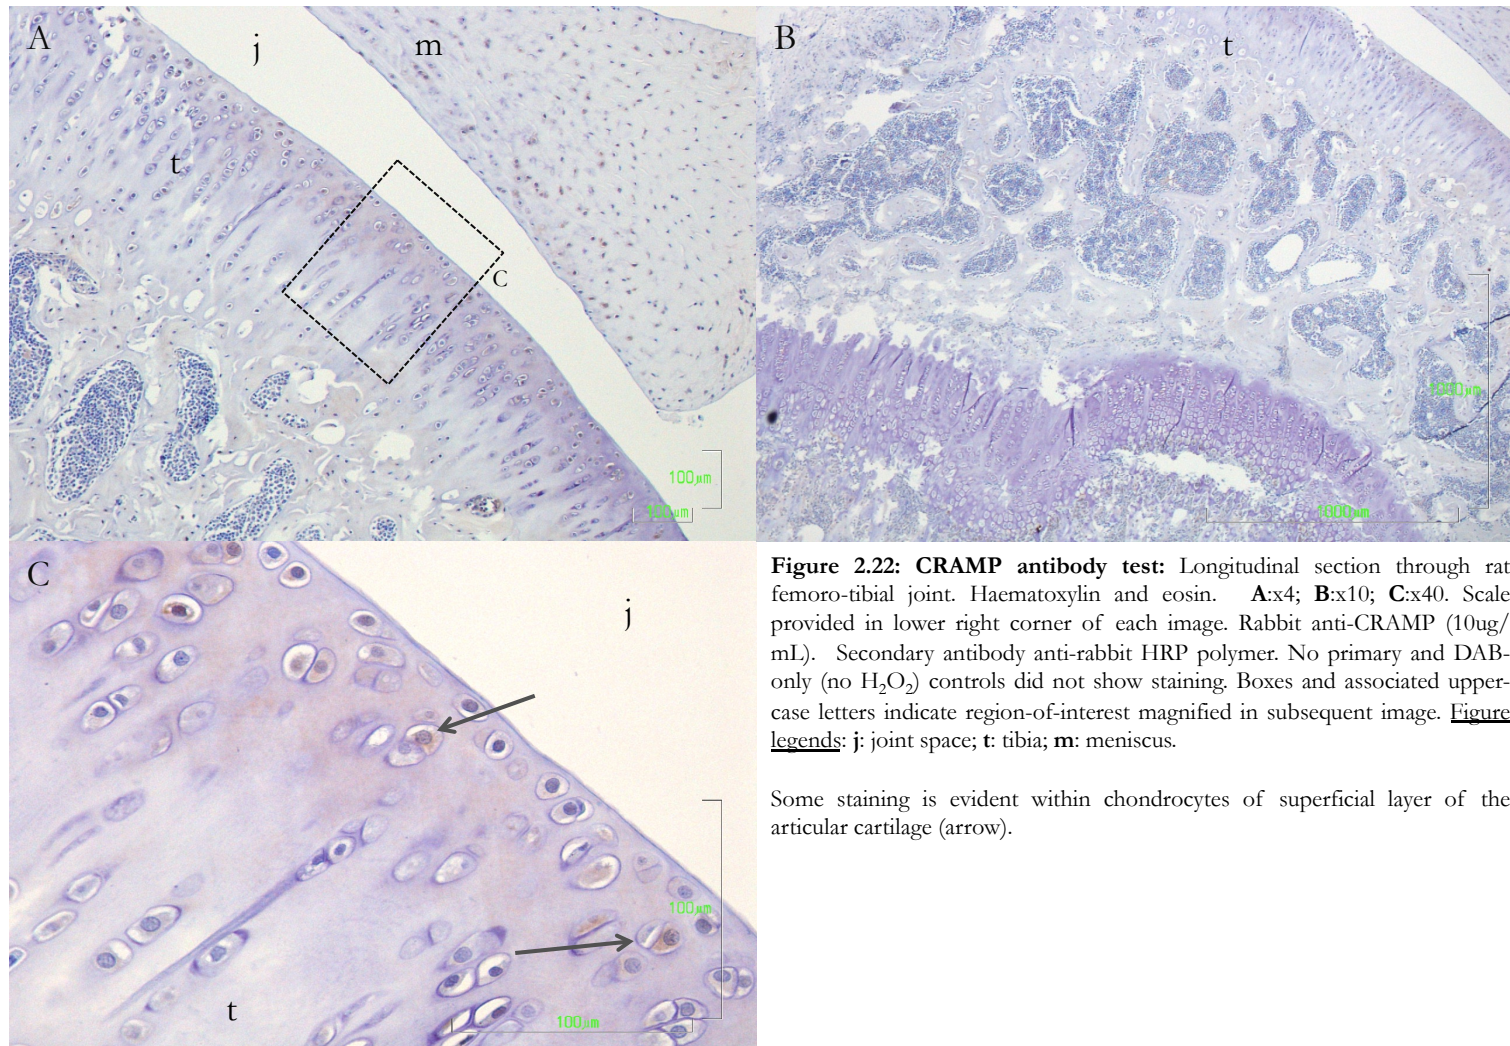 A
j
m
t
C
100µm
100µm
B
t
1000µm
1000µm
C
j
t
100µm
100µm
Figure 2.22: CRAMP antibody test: Longitudinal section through rat
femoro-tibial joint. Haematoxylin and eosin. A:x4; B:x10; C:x40. Scale
provided in lower right corner of each image. Rabbit anti-CRAMP (10ug/
mL). Secondary antibody anti-rabbit HRP polymer. No primary and DAB-
only (no H₂O₂) controls did not show staining. Boxes and associated upper-
case letters indicate region-of-interest magnified in subsequent image. Figure
legends: j: joint space; t: tibia; m: meniscus.
Some staining is evident within chondrocytes of superficial layer of the
articular cartilage (arrow).